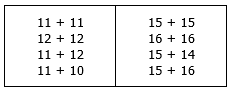 11 + 11
12 + 12
11 + 12
11 + 10
15 + 15
16 + 16
15 + 14
15 + 16